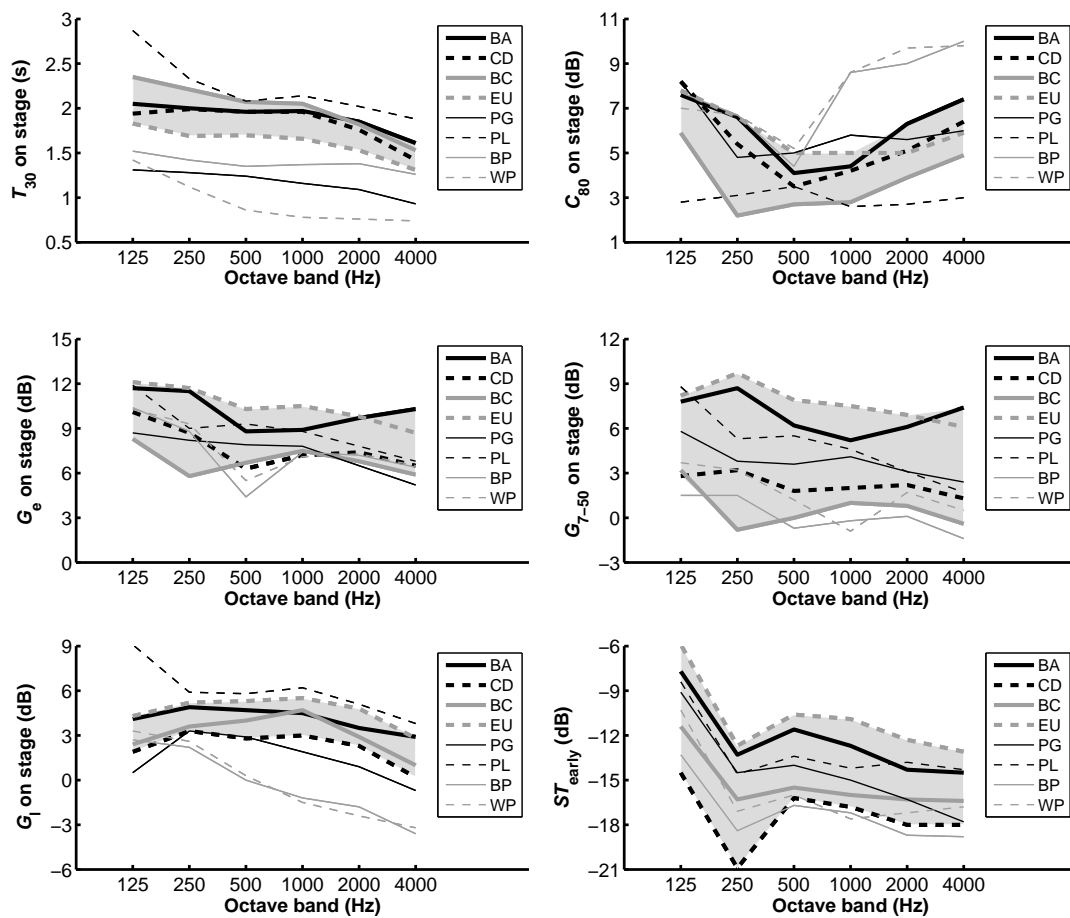 T30 on stage (s)
3
2.5
2
1.5
1
0.5
125 250 500 1000 2000 4000
Octave band (Hz)
BA
CD
BC
EU
PG
PL
BP
WP
C80 on stage (dB)
11
9
7
5
3
1
125 250 500 1000 2000 4000
Octave band (Hz)
BA
CD
BC
EU
PG
PL
BP
WP
Ge on stage (dB)
15
12
9
6
3
0
125 250 500 1000 2000 4000
Octave band (Hz)
BA
CD
BC
EU
PG
PL
BP
WP
G7−50 on stage (dB)
12
9
6
3
0
−3
125 250 500 1000 2000 4000
Octave band (Hz)
BA
CD
BC
EU
PG
PL
BP
WP
Gl on stage (dB)
9
6
3
0
−3
−6
125 250 500 1000 2000 4000
Octave band (Hz)
BA
CD
BC
EU
PG
PL
BP
WP
STearly (dB)
−6
−9
−12
−15
−18
−21
125 250 500 1000 2000 4000
Octave band (Hz)
BA
CD
BC
EU
PG
PL
BP
WP